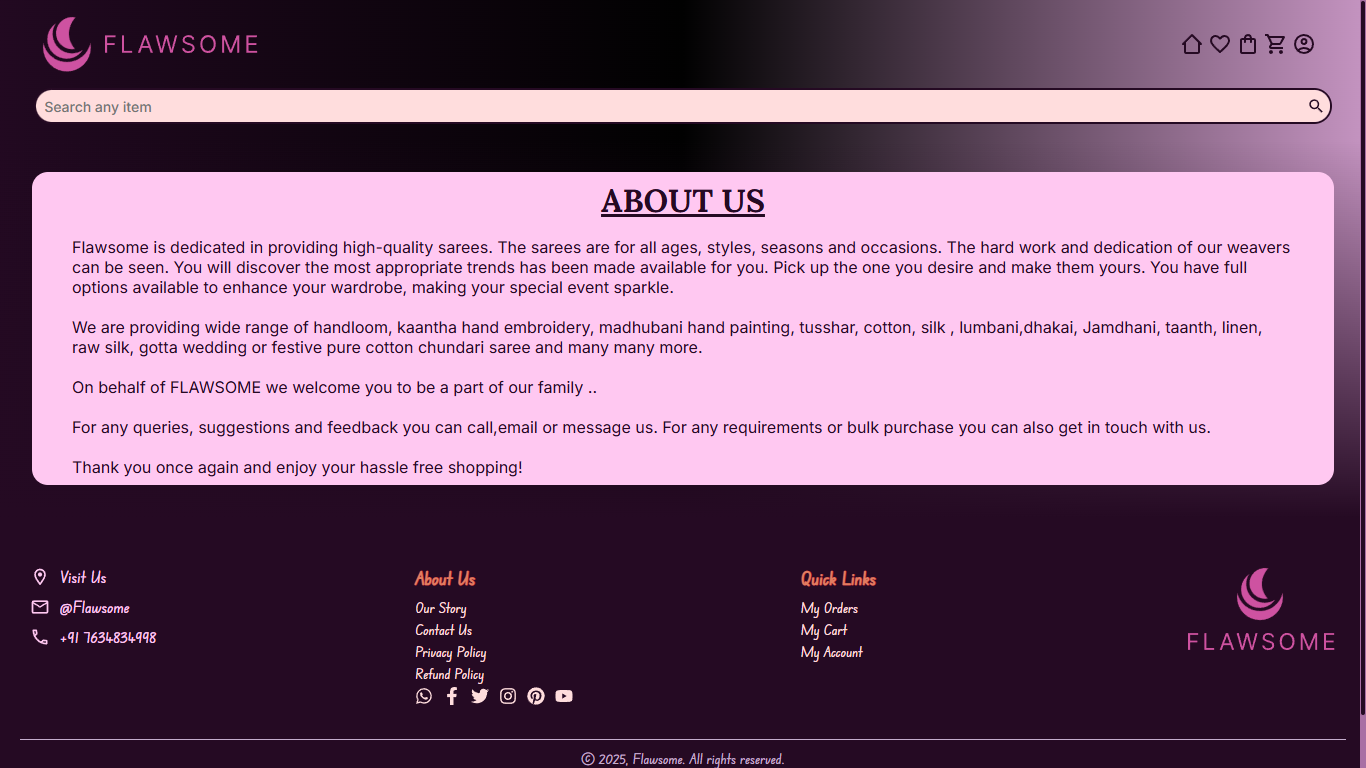 FLAWSOME
Search any item
ABOUT US
Flawsome is dedicated in providing high-quality sarees. The sarees are for all ages, styles, seasons and occasions. The hard work and dedication of our weavers
can be seen. You will discover the most appropriate trends has been made available for you. Pick up the one you desire and make them yours. You have full
options available to enhance your wardrobe, making your special event sparkle.
We are providing wide range of handloom, kaantha hand embroidery, madhubani hand painting, tusshar, cotton, silk , lumbani,dhakai, Jamdhani, taanth, linen,
raw silk, gotta wedding or festive pure cotton chundari saree and many many more.
On behalf of FLAWSOME we welcome you to be a part of our family ..
For any queries, suggestions and feedback you can call,email or message us. For any requirements or bulk purchase you can also get in touch with us.
Thank you once again and enjoy your hassle free shopping!
Visit Us
@Flawsome
+91 7634834998
About Us
Our Story
Contact Us
Privacy Policy
Refund Policy
Quick Links
My Orders
My Cart
My Account
FLAWSOME
© 2025, Flawsome. All rights reserved.